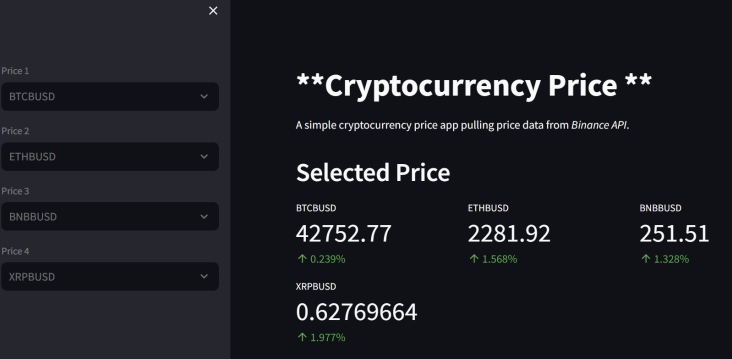 Price 1
BTCBUSD
Price 2
ETHBUSD
Price 3
BNBBUSD
Price 4
XRPBUSD
**Cryptocurrency Price **
A simple cryptocurrency price app pulling price data from Binance API.
Selected Price
BTCBUSD
42752.77
↑ 0.239%
ETHBUSD
2281.92
↑ 1.568%
BNBBUSD
251.51
↑ 1.328%
XRPBUSD
0.62769664
↑ 1.977%